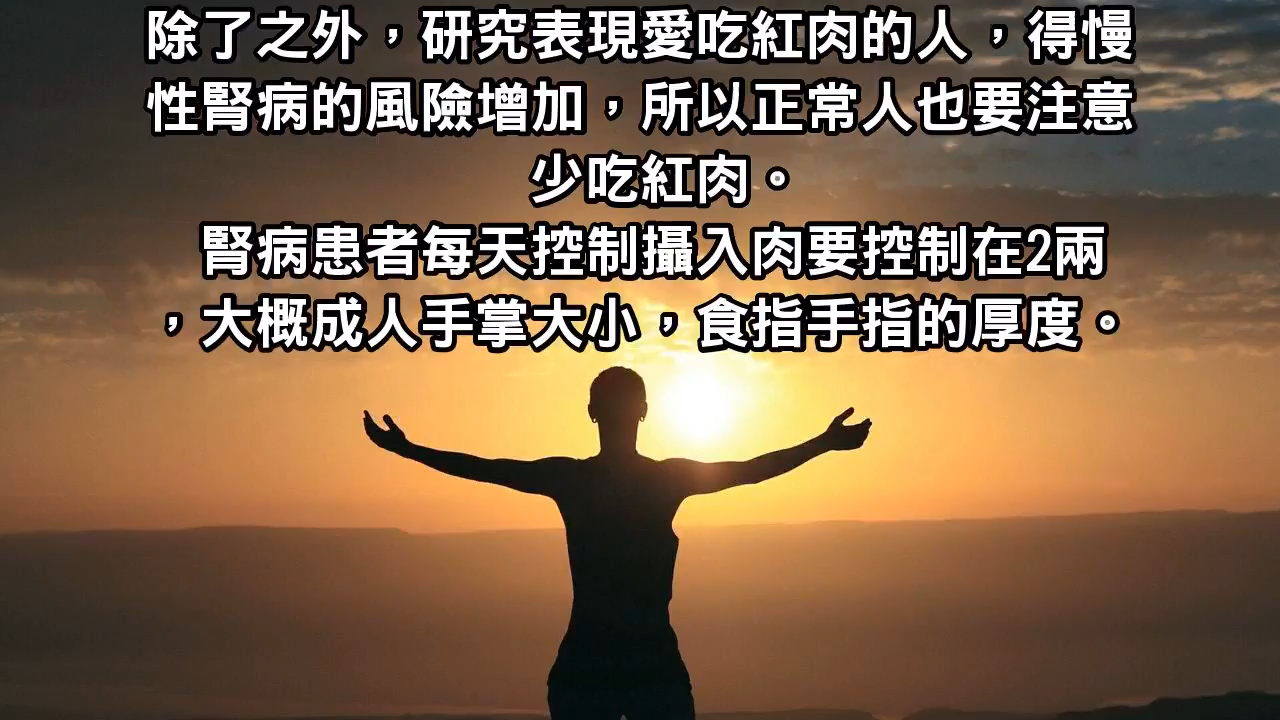 除了之外，研究表現愛吃紅肉的人，得慢
性腎病的風險增加，所以正常人也要注意
少吃紅肉。
腎病患者每天控制攝入肉要控制在2兩
，大概成人手掌大小，食指手指的厚度。